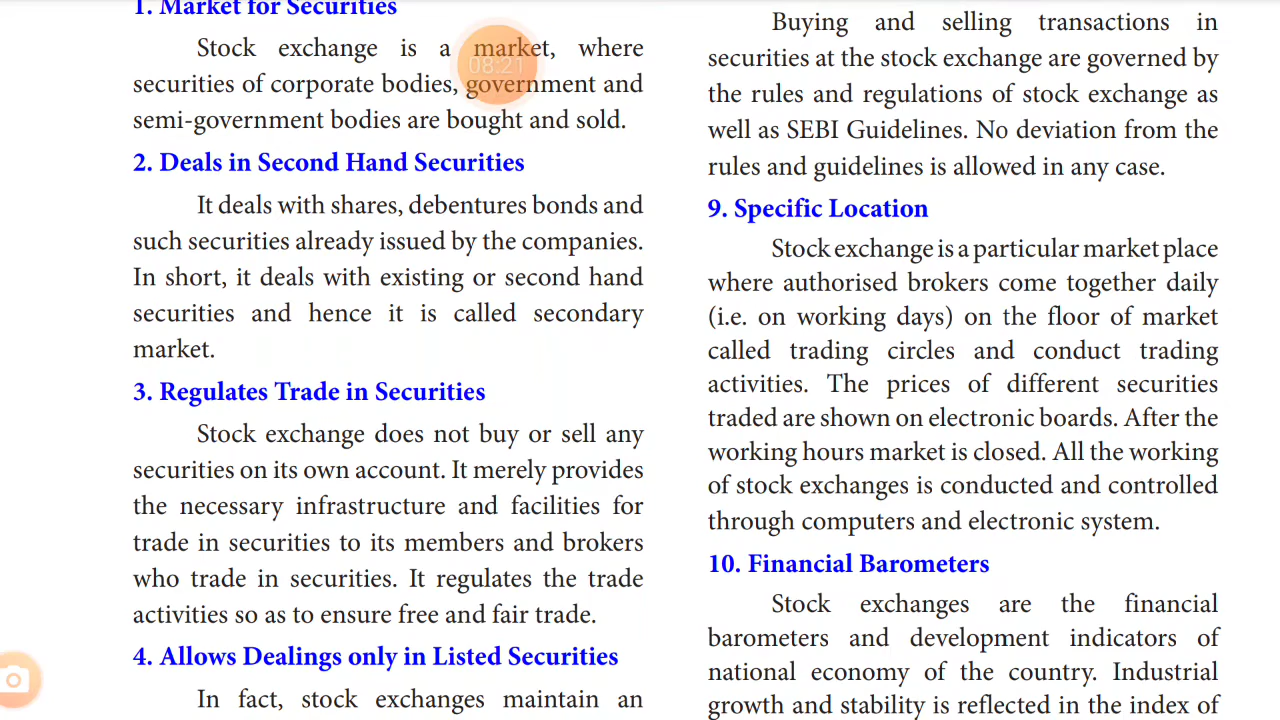 1. Market for Securities
Stock exchange is a market, where
securities of corporate bodies, government and
semi-government bodies are bought and sold.
2. Deals in Second Hand Securities
It deals with shares, debentures bonds and
such securities already issued by the companies.
In short, it deals with existing or second hand
securities and hence it is called secondary
market.
3. Regulates Trade in Securities
Stock exchange does not buy or sell any
securities on its own account. It merely provides
the necessary infrastructure and facilities for
trade in securities to its members and brokers
who trade in securities. It regulates the trade
activities so as to ensure free and fair trade.
4. Allows Dealings only in Listed Securities
In fact, stock exchanges maintain an
Buying and selling transactions in
securities at the stock exchange are governed by
the rules and regulations of stock exchange as
well as SEBI Guidelines. No deviation from the
rules and guidelines is allowed in any case.
9. Specific Location
Stock exchange is a particular market place
where authorised brokers come together daily
(i.e. on working days) on the floor of market
called trading circles and conduct trading
activities. The prices of different securities
traded are shown on electronic boards. After the
working hours market is closed. All the working
of stock exchanges is conducted and controlled
through computers and electronic system.
10. Financial Barometers
Stock exchanges are the financial
barometers and development indicators of
national economy of the country. Industrial
growth and stability is reflected in the index of
08:21